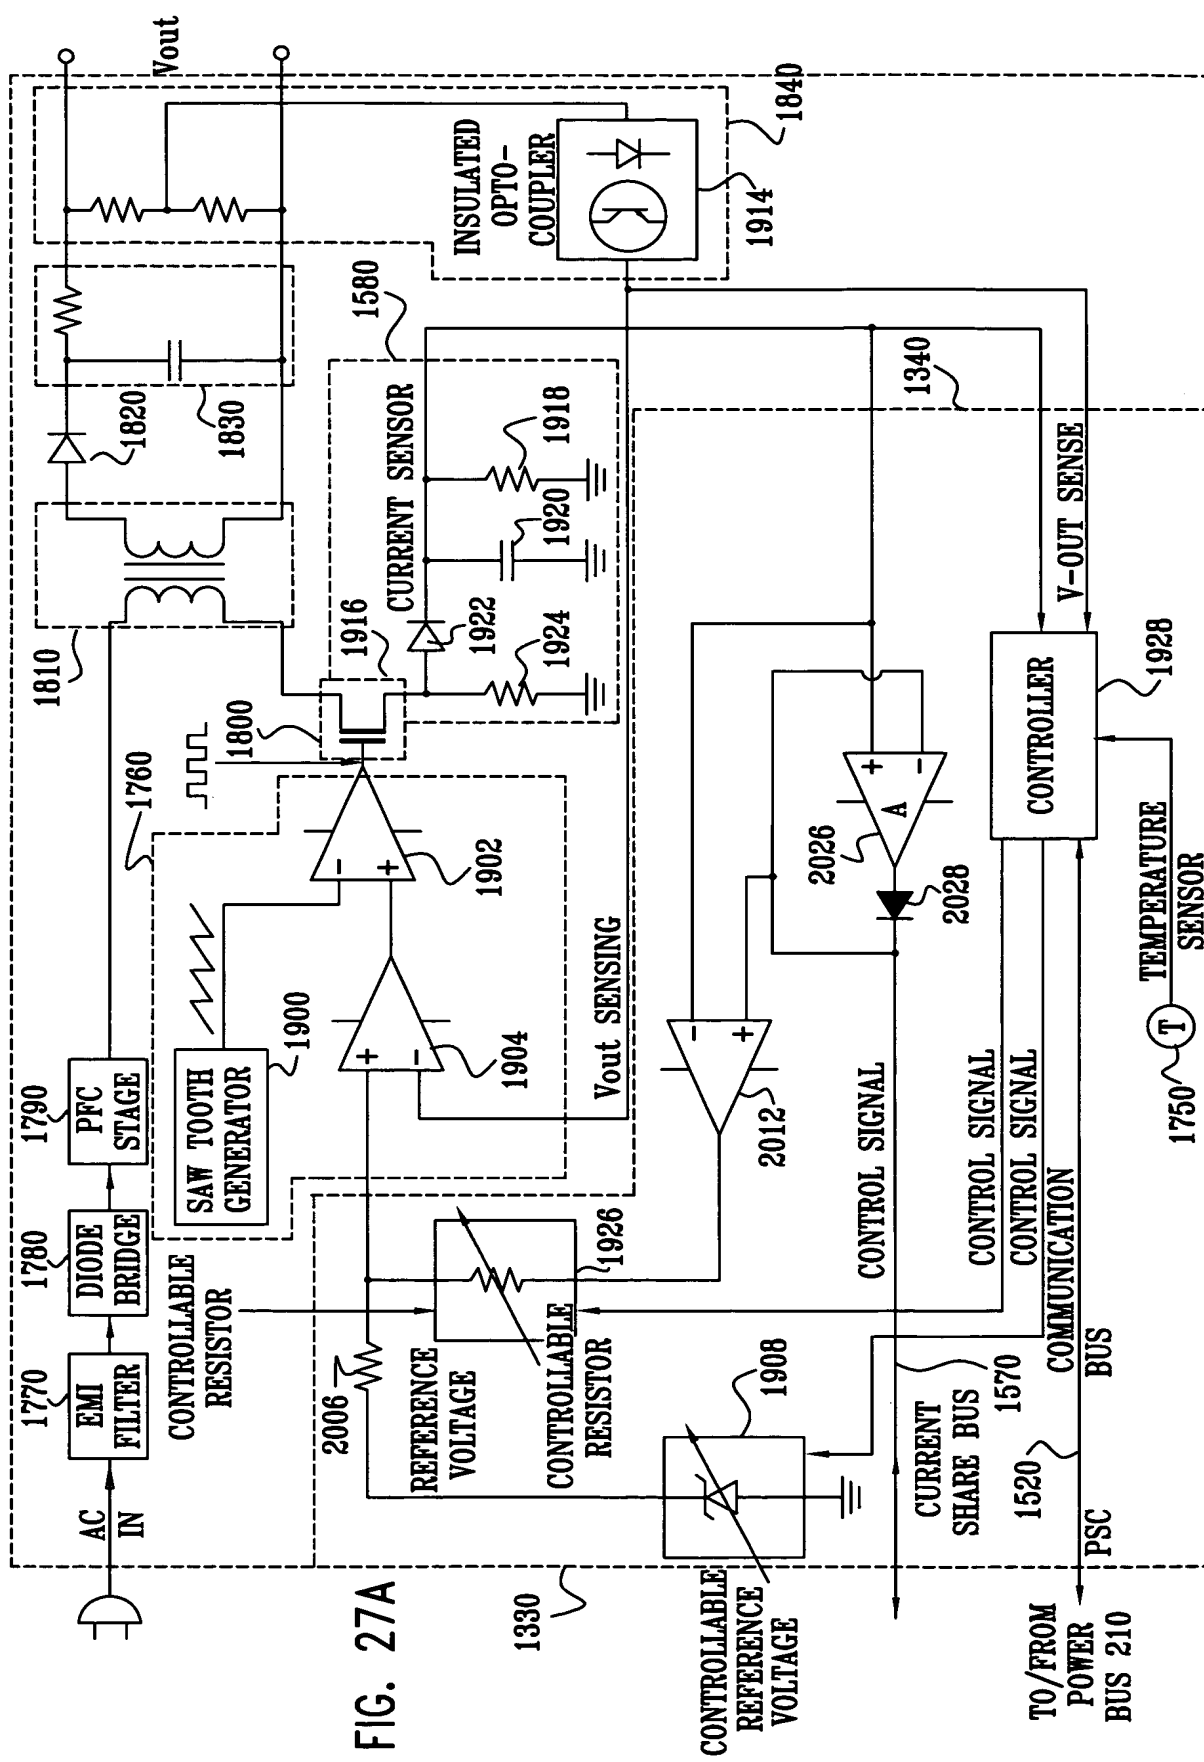 FIG. 27A
AC
IN
1770
EMI
FILTER
1780
DIODE
BRIDGE
1790
PFC
STAGE
1760
1810
1820
1830
Vout
CONTROLLABLE
RESISTOR
SAW TOOTH
GENERATOR
1900
1800
1916
CURRENT SENSOR
1580
INSULATED
OPTO-
COUPLER
1914
1840
-
+
1902
+
-
1904
1922
1924
1920
1918
2006
REFERENCE
VOLTAGE
1926
CONTROLLABLE
RESISTOR
Vout SENSING
1340
1330
CONTROLLABLE
REFERENCE
VOLTAGE
1908
-
+
2012
+
-
A
2026
2028
CONTROL SIGNAL
1570
CURRENT
SHARE BUS
CONTROL SIGNAL
CONTROL SIGNAL
COMMUNICATION
BUS
1520
PSC
TO/FROM
POWER
BUS 210
CONTROLLER
1928
V-OUT SENSE
TEMPERATURE
SENSOR
T
1750